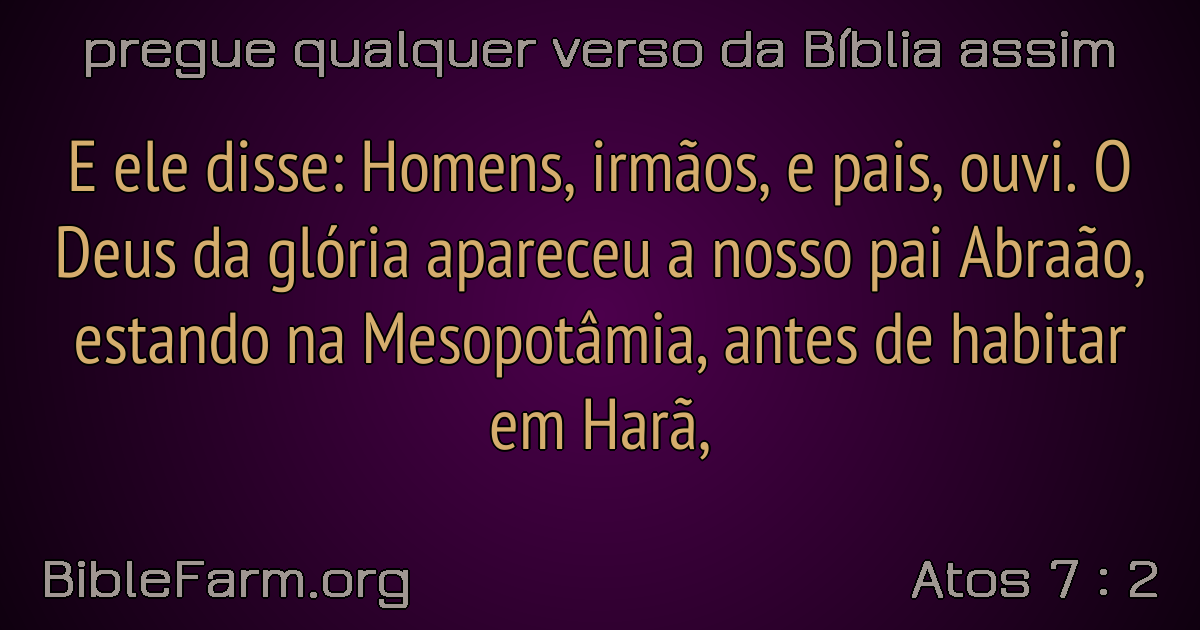 pregue qualquer verso da Bíblia assim
E ele disse: Homens, irmãos, e pais, ouvi. O
Deus da glória apareceu a nosso pai Abraão,
estando na Mesopotâmia, antes de habitar
em Harã,
BibleFarm.org
Atos 7 : 2